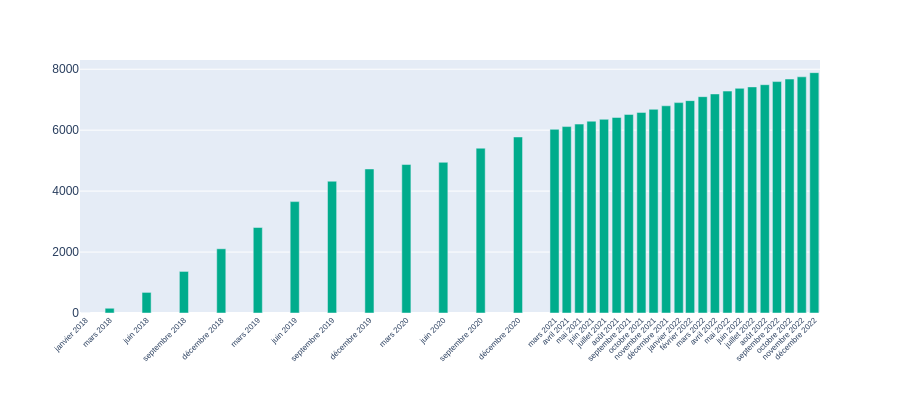 8000
6000
4000
2000
0
janvier 2018
mars 2018
juin 2018
septembre 2018
décembre 2018
mars 2019
juin 2019
septembre 2019
décembre 2019
mars 2020
juin 2020
septembre 2020
décembre 2020
mars 2021
avril 2021
mai 2021
juin 2021
juillet 2021
août 2021
septembre 2021
octobre 2021
novembre 2021
décembre 2021
janvier 2022
février 2022
mars 2022
avril 2022
mai 2022
juin 2022
juillet 2022
août 2022
septembre 2022
octobre 2022
novembre 2022
décembre 2022